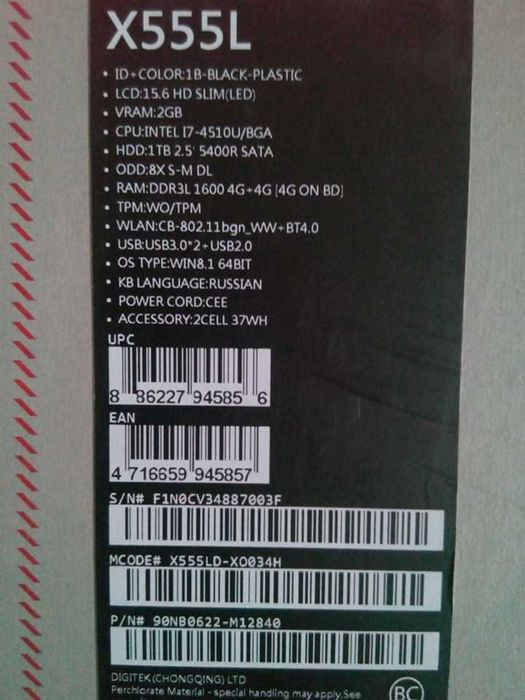 X555L
• ID+COLOR:1B-BLACK-PLASTIC
• LCD:15.6 HD SLIM(LED)
• VRAM:2GB
• CPU:INTEL I7-4510U/BGA
• HDD:1TB 2.5' 5400R SATA
• ODD:8X S-M DL
• RAM:DDR3L 1600 4G+4G [4G ON BD]
• TPM:WO/TPM
• WLAN:CB-802.11bgn_WW+BT4.0
• USB:USB3.0*2+USB2.0
• OS TYPE:WIN8.1 64BIT
• KB LANGUAGE:RUSSIAN
• POWER CORD:CEE
• ACCESSORY:2CELL 37WH
UPC
8 86227 94585 6
EAN
4 716659 945857
S/N# F1N0CV34887003F
MCODE# X555LD-XO034H
P/N# 90NB0622-M12840
DIGITEK (CHONGQING) LTD
Perchlorate Material - special handling may apply.See
BC